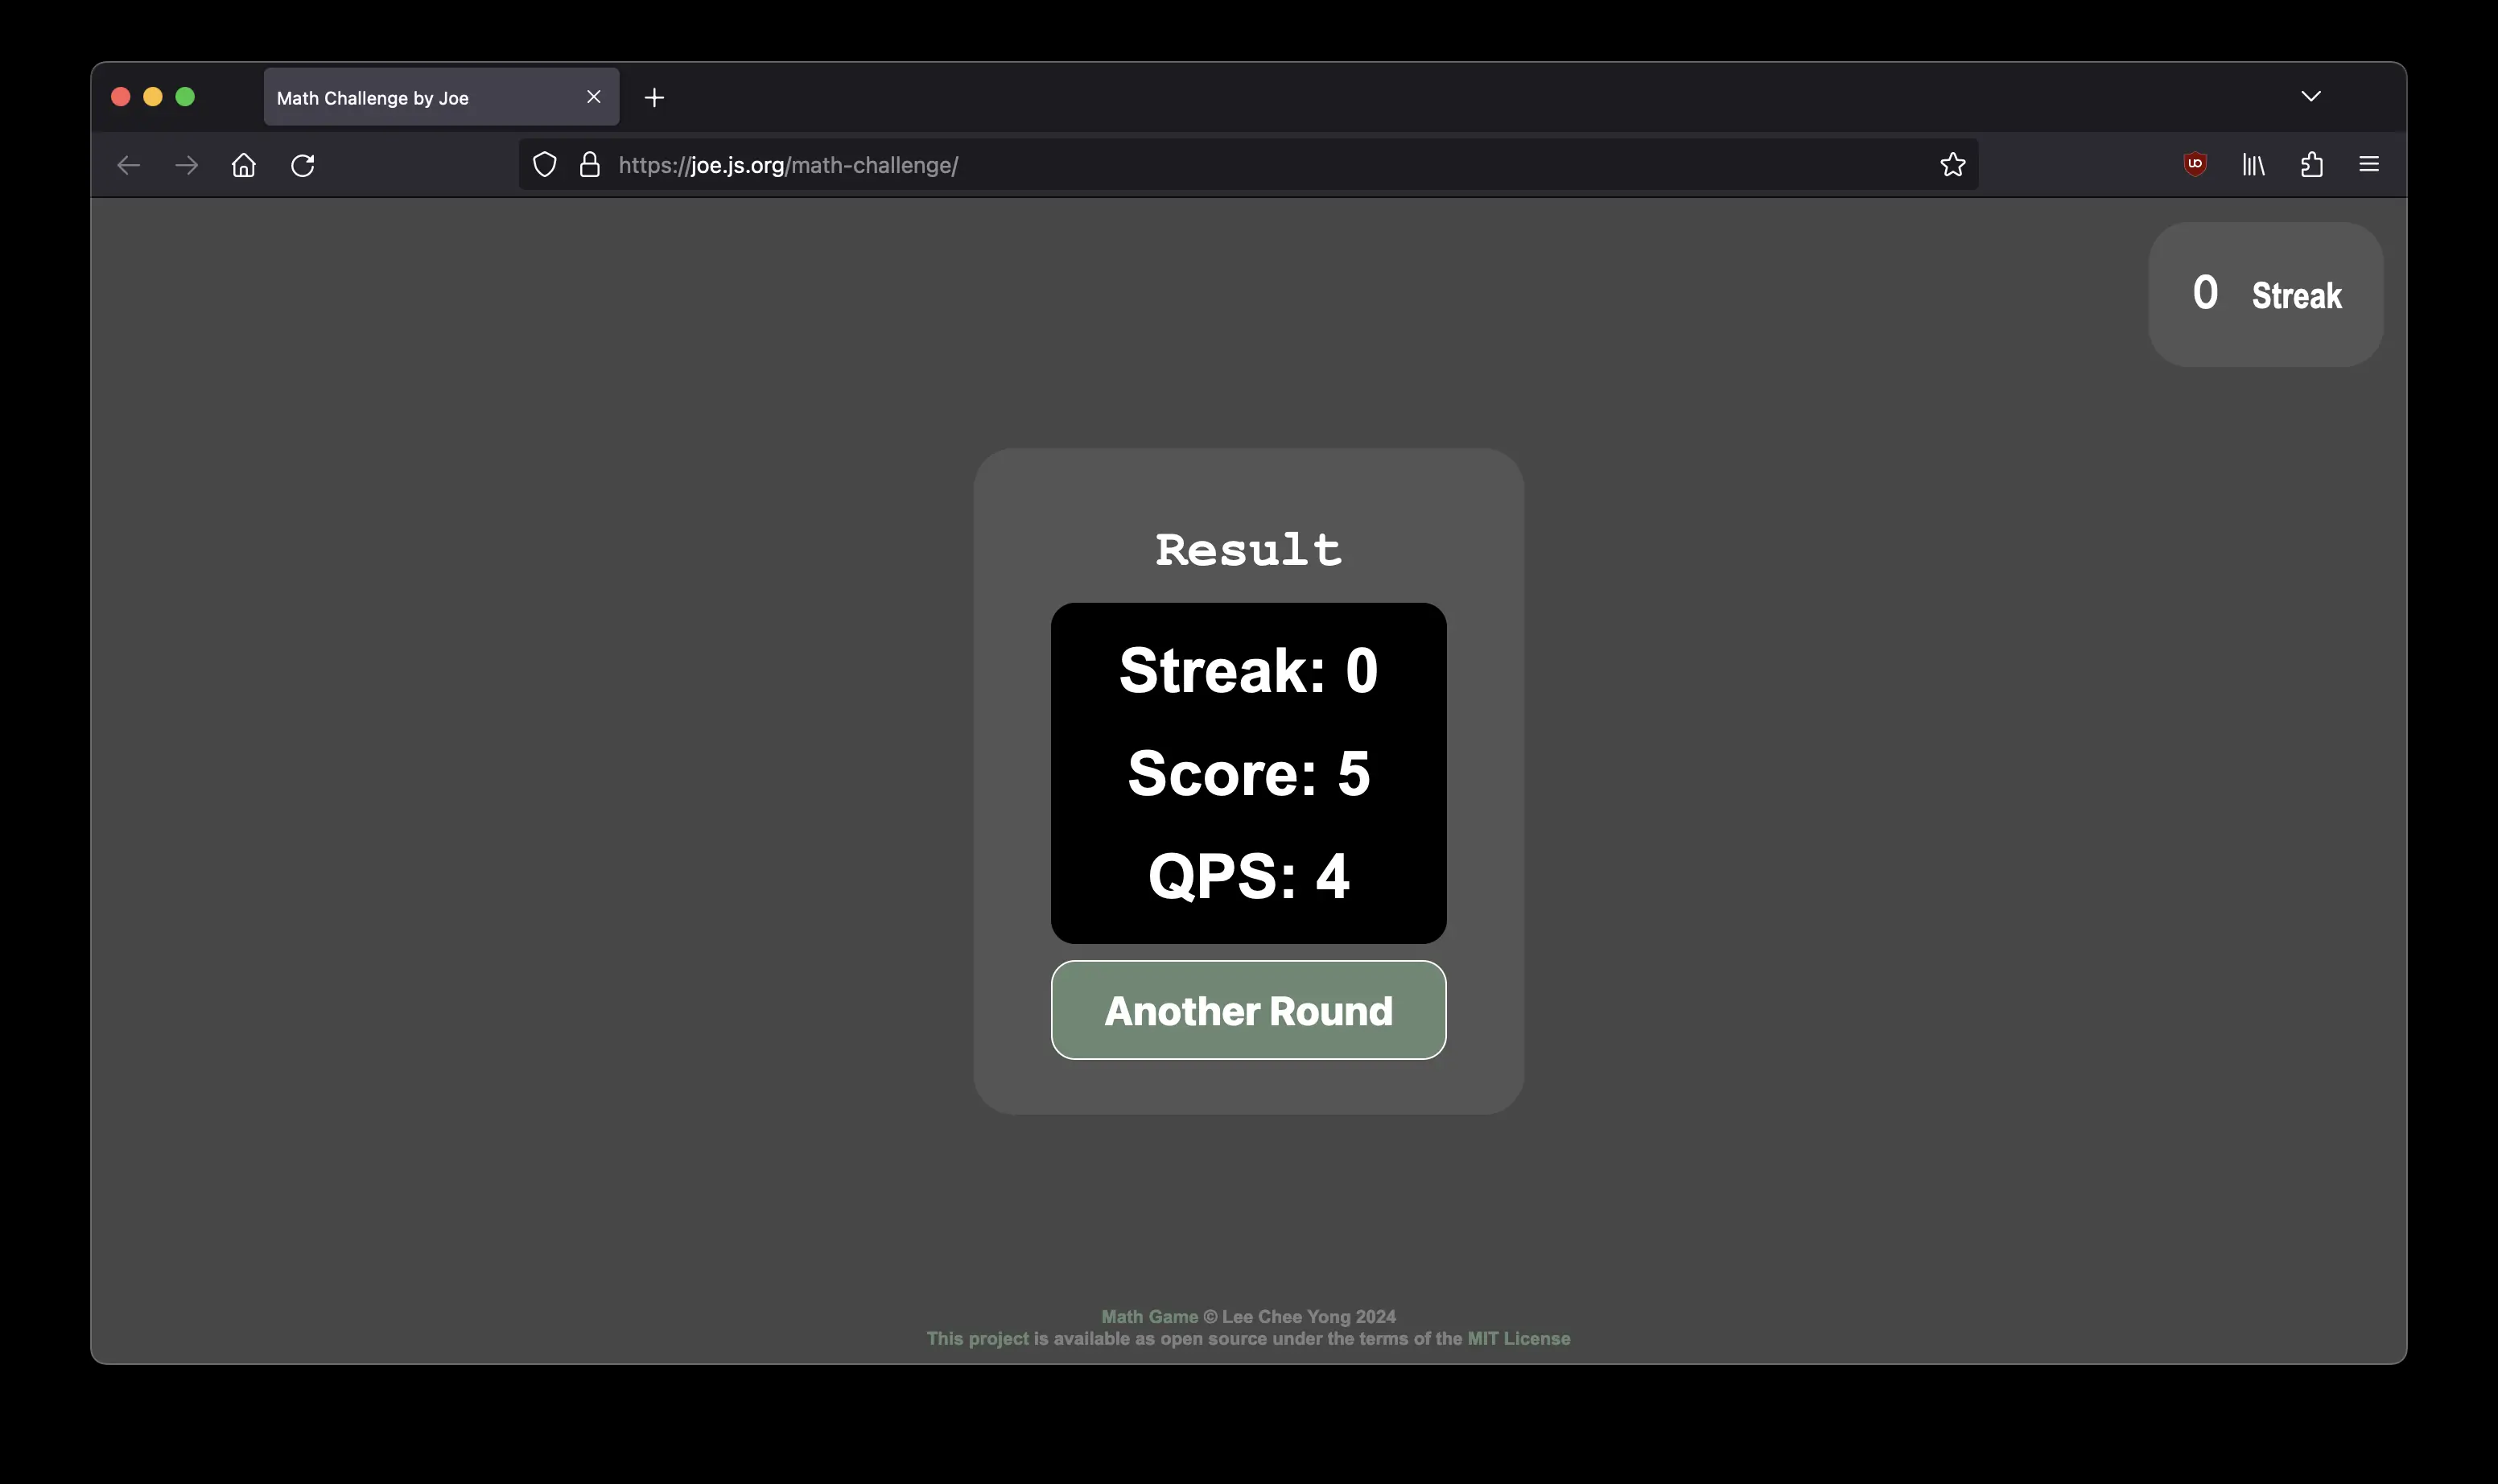 Math Challenge by Joe
https://joe.js.org/math-challenge/
0 Streak
Result
Streak: 0
Score: 5
QPS: 4
Another Round
Math Game © Lee Chee Yong 2024
This project is available as open source under the terms of the MIT License